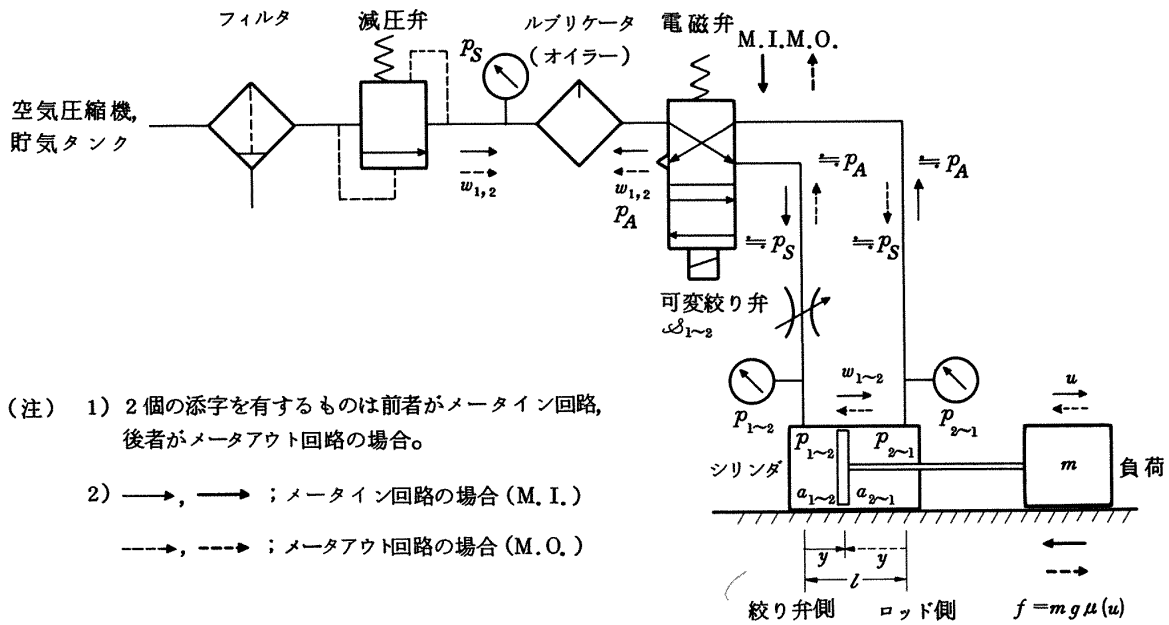 フィルタ
減圧弁
p_S
ルブリケータ
(オイラー)
電磁弁
M.I.M.O.
空気圧縮機,
貯気タンク
w_{1,2}
w_{1,2}
p_A
≒p_A
≒p_A
≒p_S
≒p_S
可変絞り弁
𝒮_{1~2}
(注) 1) 2個の添字を有するものは前者がメータイン回路,
後者がメータアウト回路の場合。
2) ──→, ──→ ; メータイン回路の場合(M.I.)
---→, ---→ ; メータアウト回路の場合(M.O.)
p_{1~2}
w_{1~2}
p_{2~1}
u
シリンダ
p_{1~2}
p_{2~1}
a_{1~2}
a_{2~1}
m
負荷
y
y
l
絞り弁側
ロッド側
f=mgμ(u)